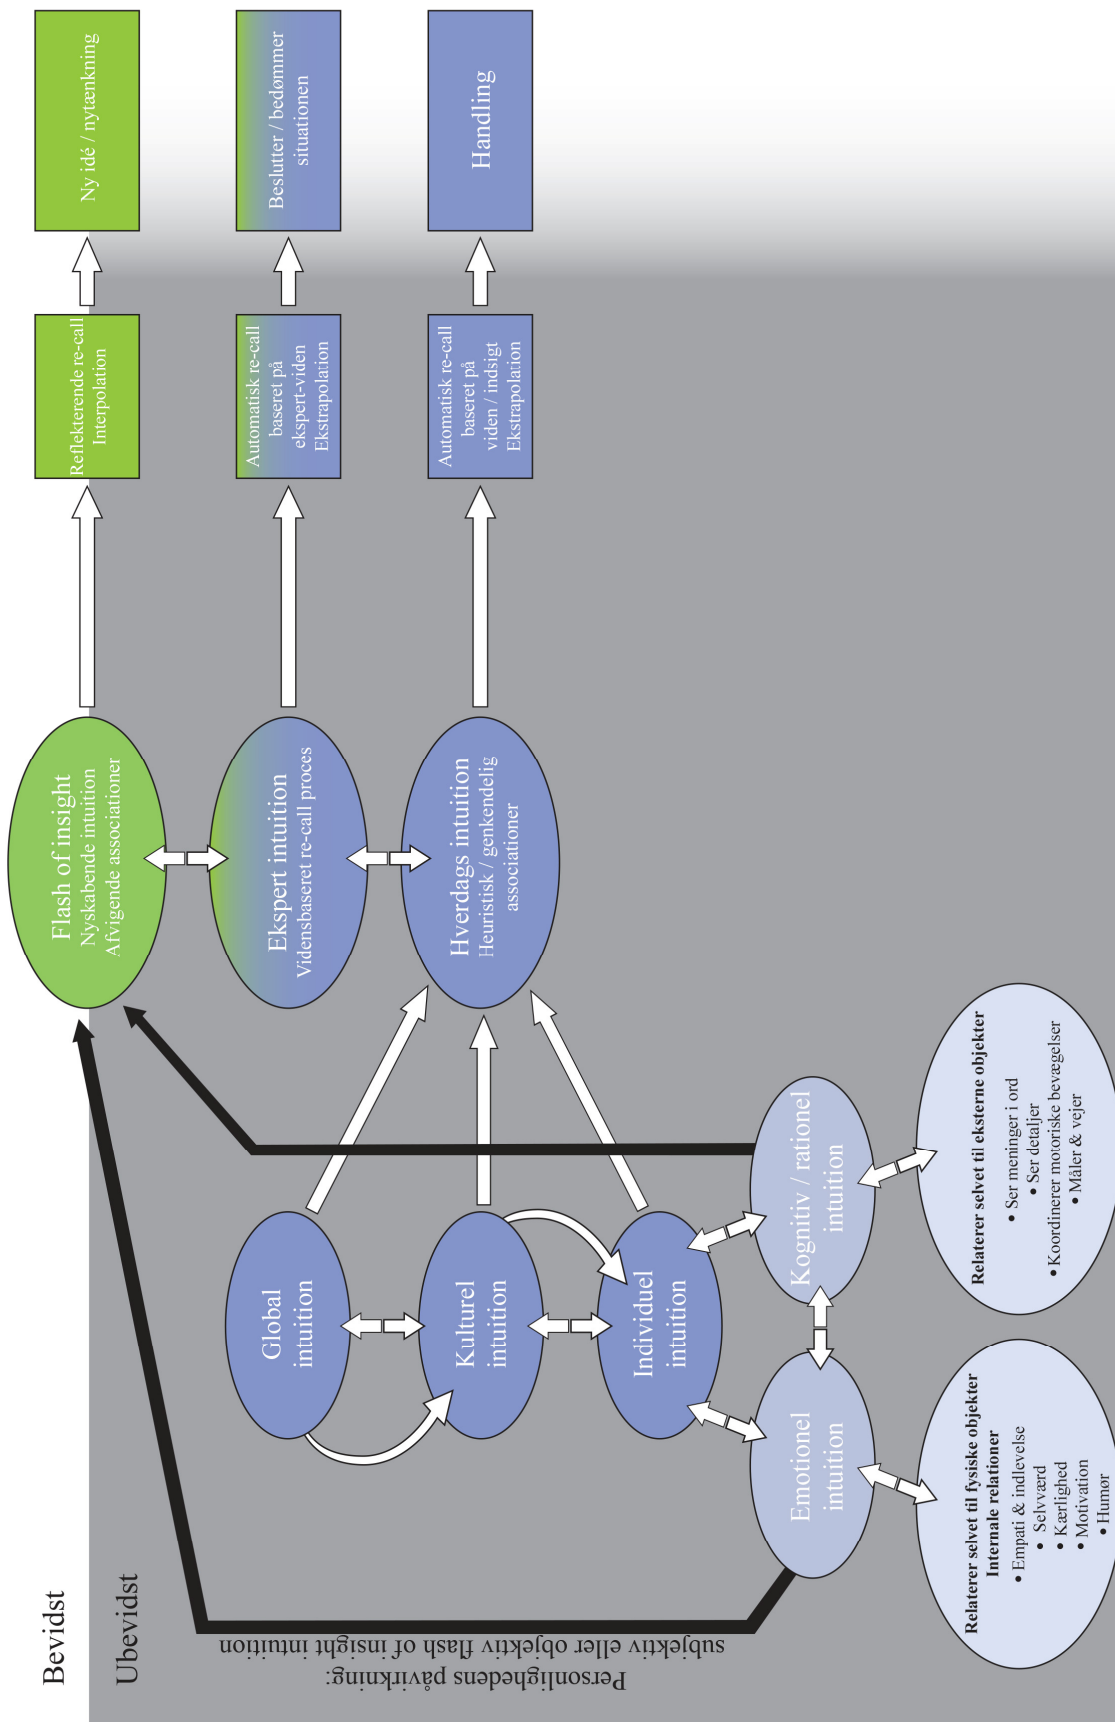 Bevidst
Ubevidst
Personlighedens påvirkning:
subjektiv eller objektiv flash of insight intuition
Flash of insight
Nyskabende intuition
Afvigende associationer
Reflekterende re-call
Interpolation
Ny idé / nytænkning
Ekspert intuition
Vidensbaseret re-call proces
Automatisk re-call
baseret på
ekspert-viden
Ekstrapolation
Beslutter / bedømmer
situationen
Hverdags intuition
Heuristisk / genkendelig
associationer
Automatisk re-call
baseret på
viden / indsigt
Ekstrapolation
Handling
Global
intuition
Kulturel
intuition
Individuel
intuition
Emotionel
intuition
Kognitiv / rationel
intuition
Relaterer selvet til fysiske objekter
Internale relationer
• Empati & indlevelse
• Selvværd
• Kærlighed
• Motivation
• Humør
Relaterer selvet til eksterne objekter
• Ser meninger i ord
• Ser detaljer
• Koordinerer motoriske bevægelser
• Måler & vejer